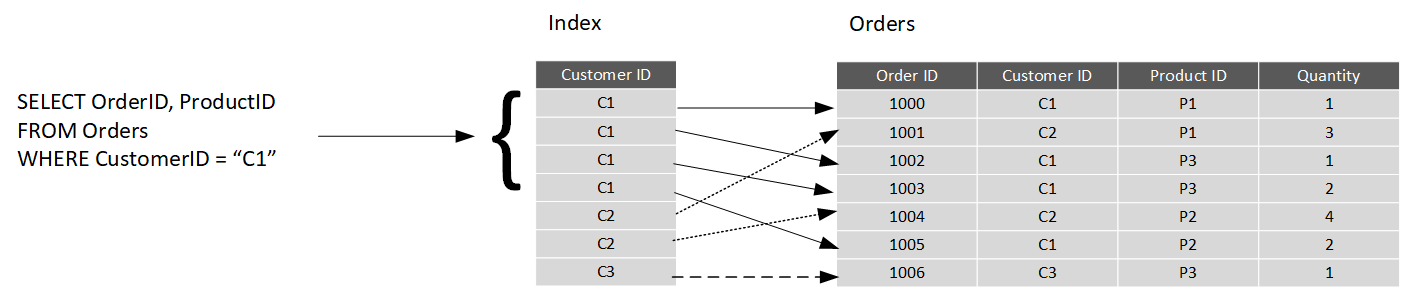 Index
Orders
SELECT OrderID, ProductID
FROM Orders
WHERE CustomerID = “C1”
Customer ID
C1
C1
C1
C1
C2
C2
C3
Order ID Customer ID Product ID Quantity
1000 C1 P1 1
1001 C2 P1 3
1002 C1 P3 1
1003 C1 P3 2
1004 C2 P2 4
1005 C1 P2 2
1006 C3 P3 1